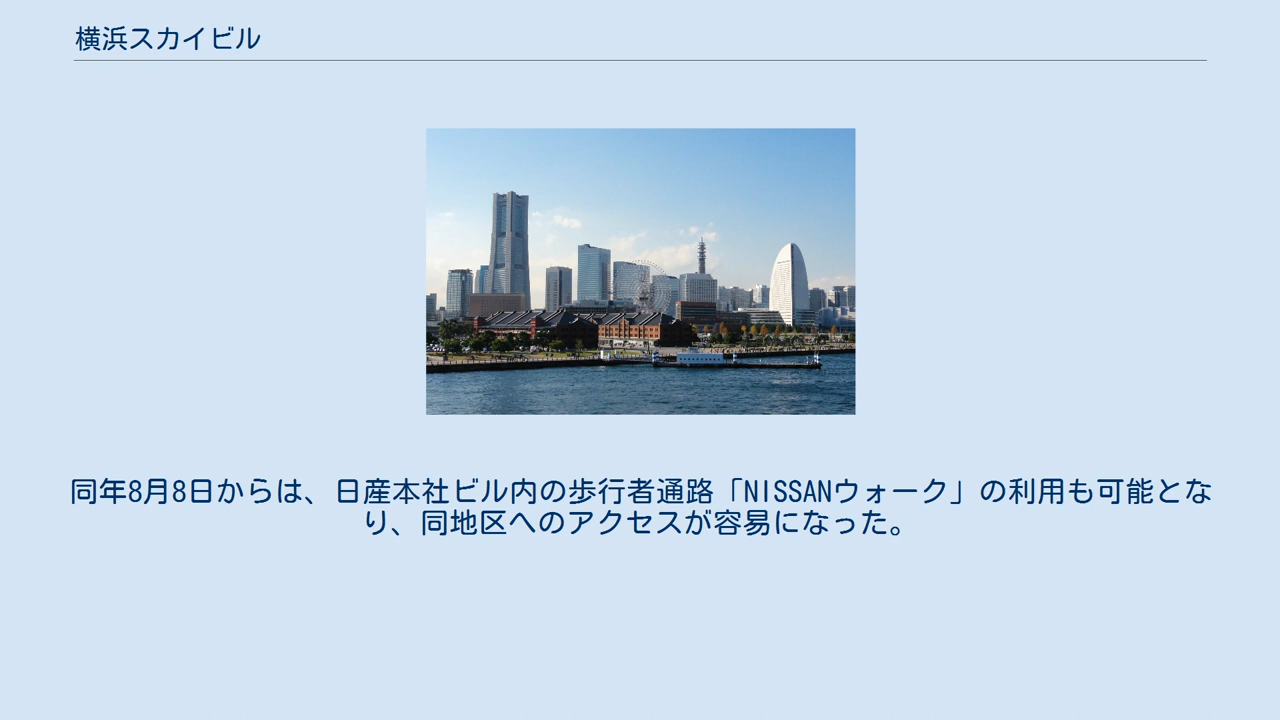 横浜スカイビル
同年8月8日からは、日産本社ビル内の歩行者通路「NISSANウォーク」の利用も可能とな
り、同地区へのアクセスが容易になった。